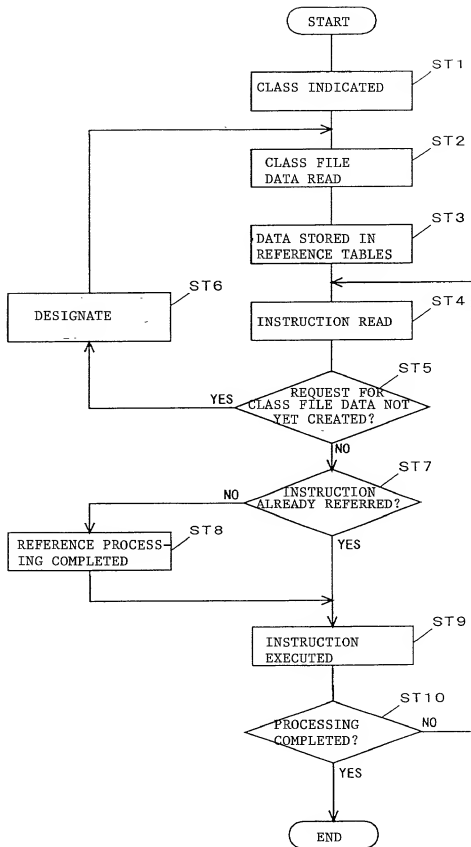 START
ST1
CLASS INDICATED
ST2
CLASS FILE
DATA READ
ST3
DATA STORED IN
REFERENCE TABLES
ST6
DESIGNATE
ST4
INSTRUCTION READ
ST5
REQUEST FOR
CLASS FILE DATA NOT
YET CREATED?
YES
NO
ST7
INSTRUCTION
ALREADY REFERRED?
NO
YES
ST8
REFERENCE PROCESS-
ING COMPLETED
ST9
INSTRUCTION
EXECUTED
ST10
PROCESSING
COMPLETED?
NO
YES
END